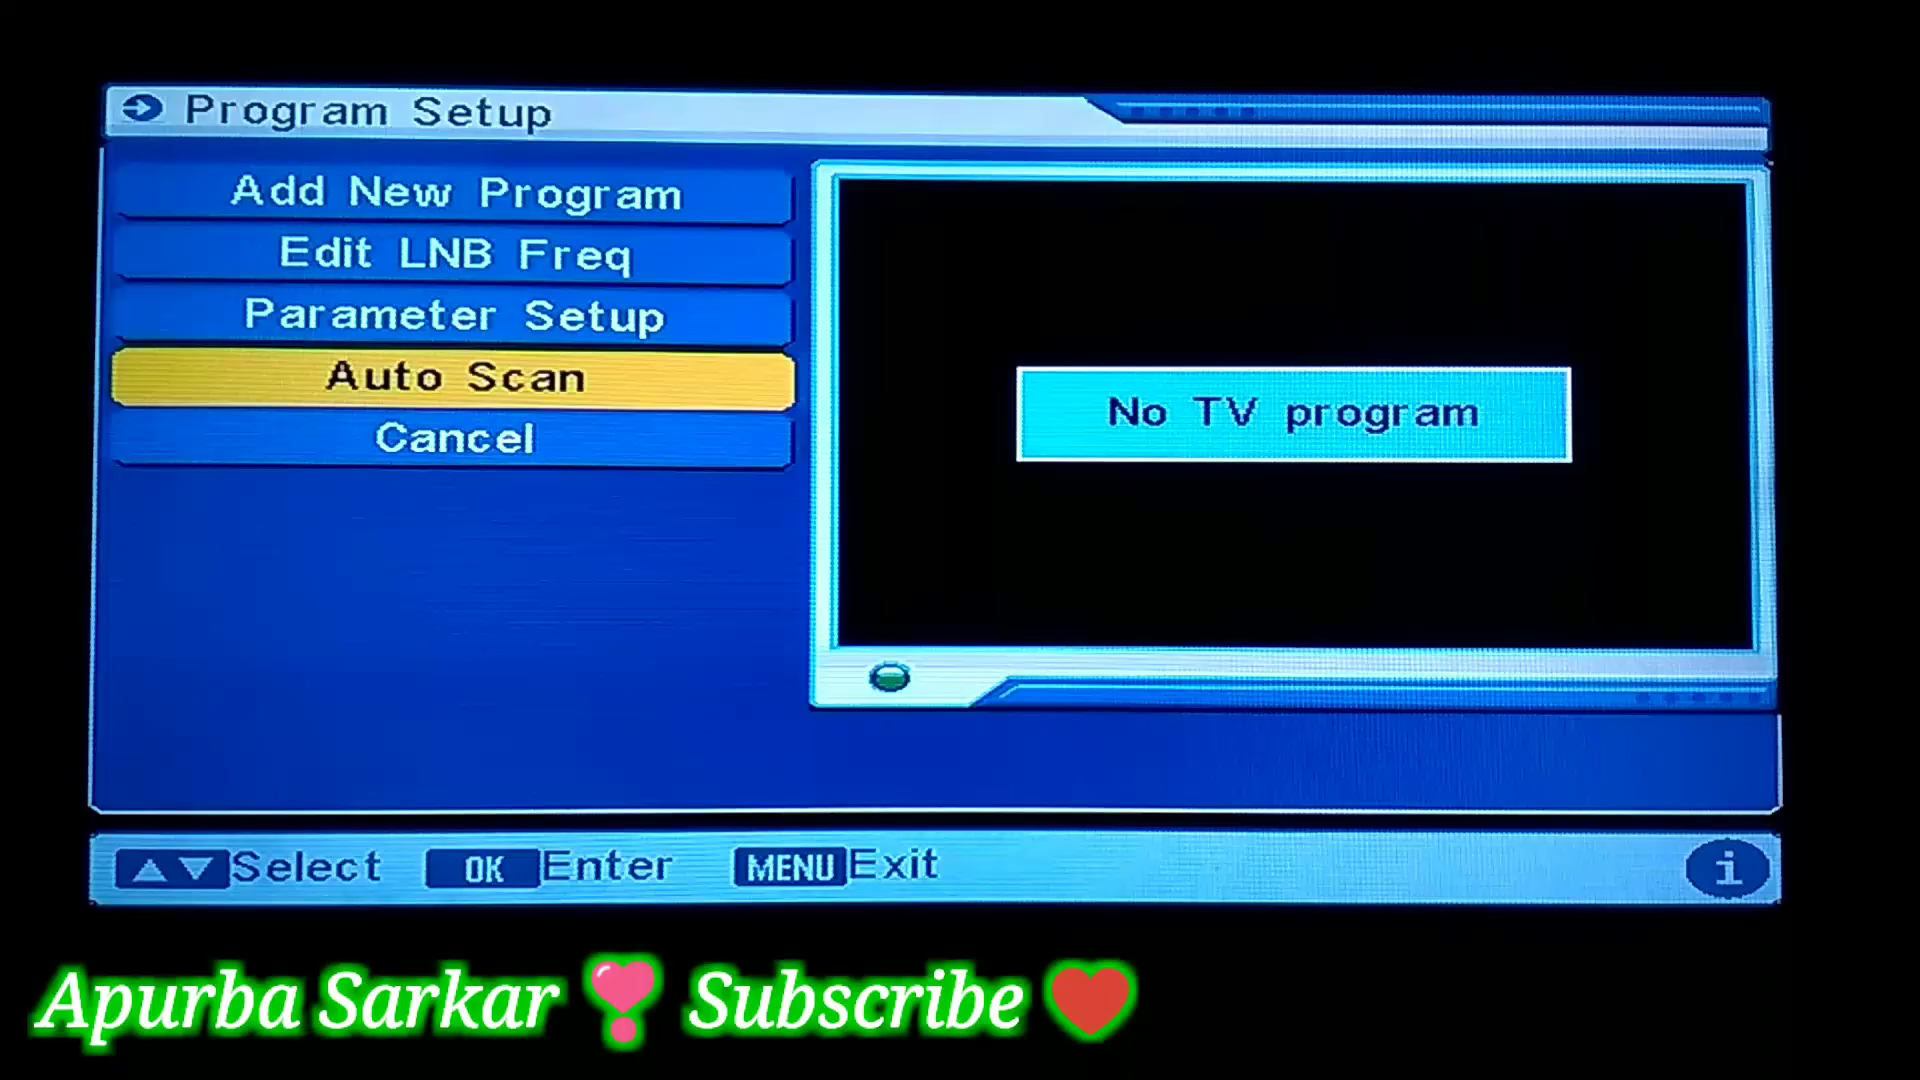 Program Setup
Add New Program
Edit LNB Freq
Parameter Setup
Auto Scan
Cancel
No TV program
Select OK Enter MENU Exit i
Apurba Sarkar ❣ Subscribe ❤